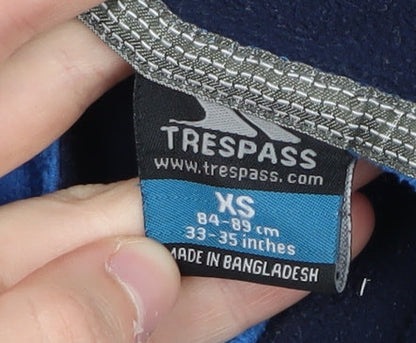 TRESPASS
www.trespass.com
XS
84-89 cm
33-35 inches
MADE IN BANGLADESH